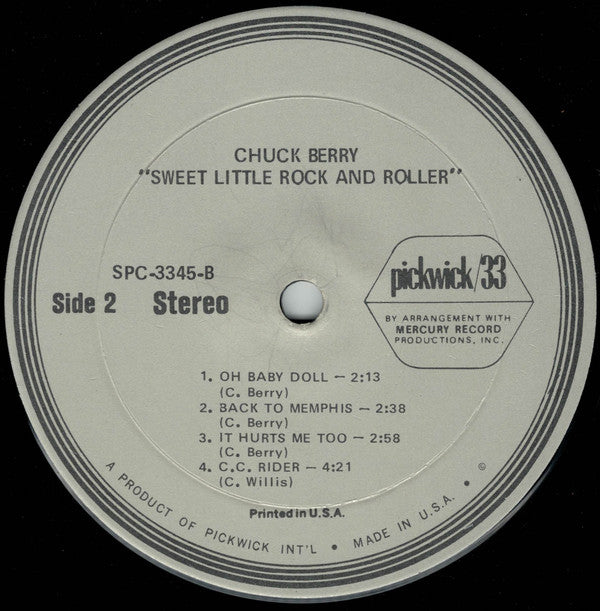 CHUCK BERRY
"SWEET LITTLE ROCK AND ROLLER"
SPC-3345-B
Side 2 Stereo
pickwick/33
BY ARRANGEMENT WITH
MERCURY RECORD
PRODUCTIONS, INC.
1. OH BABY DOLL — 2:13
(C. Berry)
2. BACK TO MEMPHIS — 2:38
(C. Berry)
3. IT HURTS ME TOO — 2:58
(C. Berry)
4. C.C. RIDER — 4:21
(C. Willis)
Printed in U.S.A.
A PRODUCT OF PICKWICK INT'L • MADE IN U.S.A. • ©